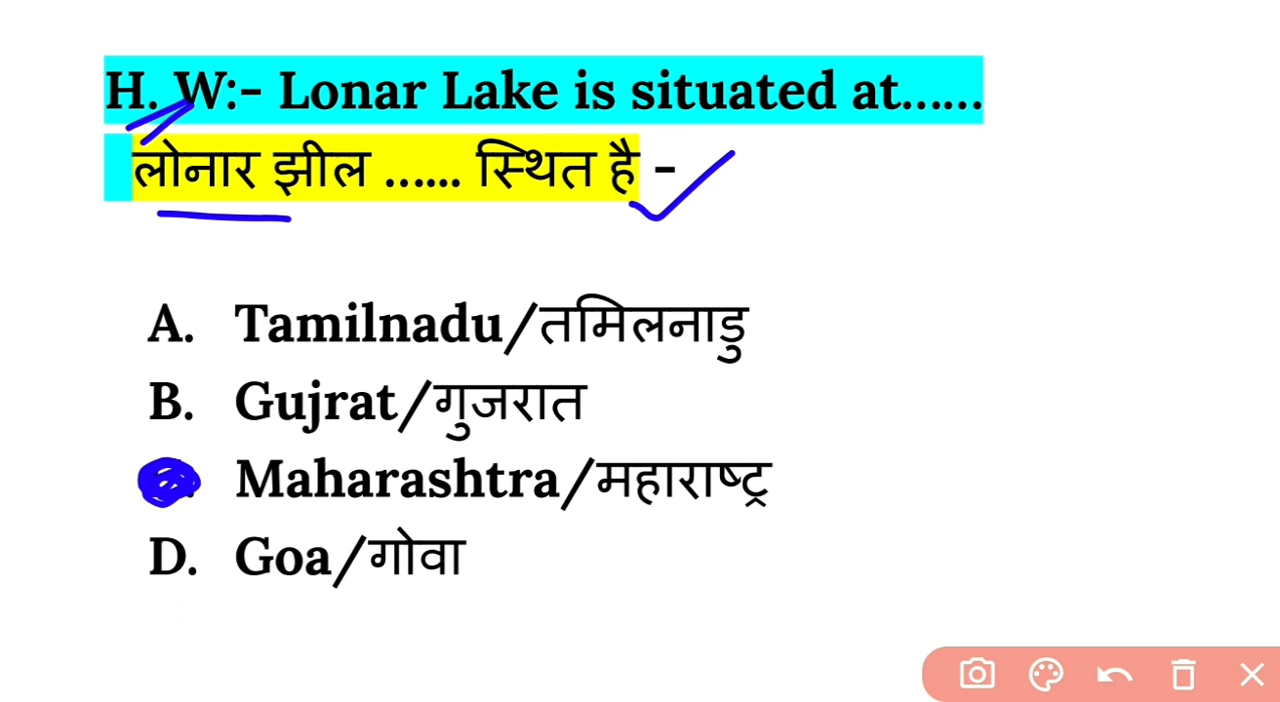 H. W:- Lonar Lake is situated at......
लोनार झील ...... स्थित है -
A. Tamilnadu/तमिलनाडु
B. Gujrat/गुजरात
Maharashtra/महाराष्ट्र
D. Goa/गोवा